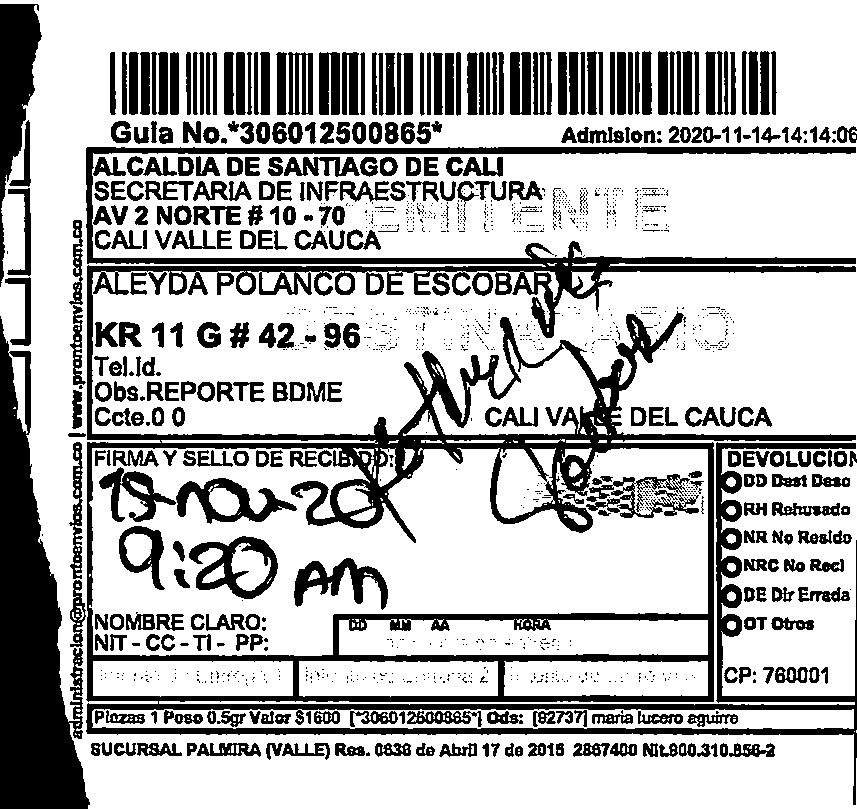 Guia No.*306012500865*
Admision: 2020-11-14-14:14:06
ALCALDIA DE SANTIAGO DE CALI
SECRETARIA DE INFRAESTRUCTURA
AV 2 NORTE # 10 - 70
CALI VALLE DEL CAUCA
ALEYDA POLANCO DE ESCOBAR
DESTINATARIO
KR 11 G # 42 - 96
Tel.Id.
Obs.REPORTE BDME
Ccte.0 0
CALI VALLE DEL CAUCA
www.prontoenvios.com.co
administracion@prontoenvios.com.co
FIRMA Y SELLO DE RECIBIDO:
9:20 AM
NOMBRE CLARO:
NIT - CC - TI - PP:
DD MM AA HORA
DEVOLUCION
DD Dest Desc
RH Rehusado
NR No Reside
NRC No Recl
DE Dir Errada
OT Otros
CP: 760001
Piezas 1 Peso 0.5gr Valor $1600 [*306012500865*] Ods: [92737] maria lucero aguirre
SUCURSAL PALMIRA (VALLE) Res. 0838 de Abril 17 de 2015 2867400 Nit.900.310.856-2